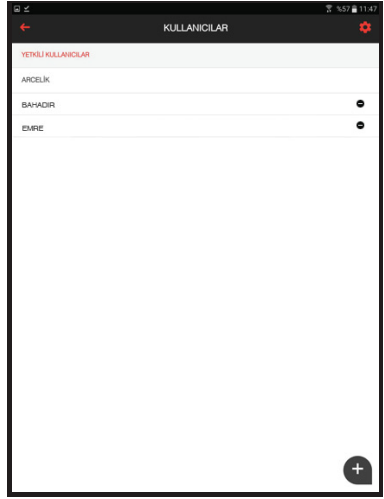 %57 11:47
KULLANICILAR
YETKİLİ KULLANICILAR
ARCELİK
BAHADIR
EMRE